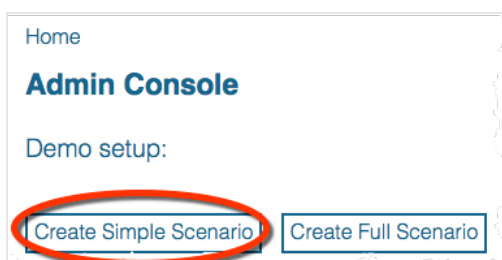 Home
Admin Console
Demo setup:
Create Simple Scenario Create Full Scenario